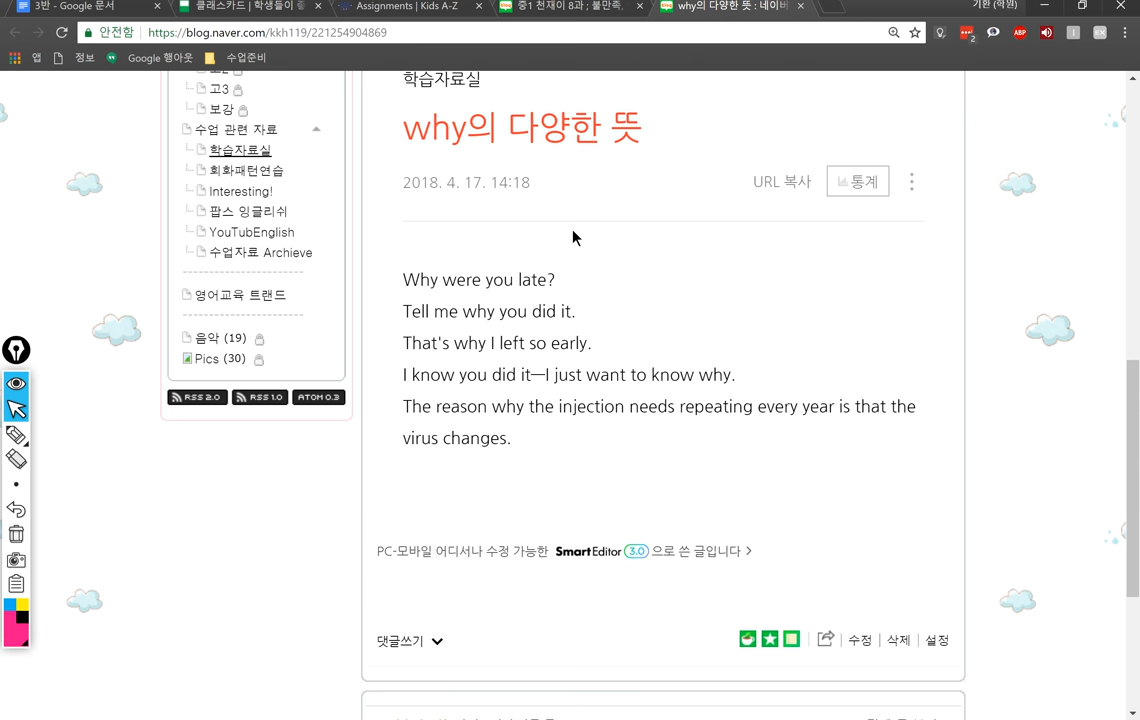 3반 - Google 문서
클래스카드 | 학생들이 좋
Assignments | Kids A-Z
중1 천재이 8과 ; 불만족,
why의 다양한 뜻 : 네이버
기환 (학원)
안전함 https://blog.naver.com/kkh119/221254904869
ABP
2
앱 정보 Google 행아웃 수업준비
고3
보강
수업 관련 자료
학습자료실
회화패턴연습
Interesting!
팝스 잉글리쉬
YouTubEnglish
수업자료 Archieve
영어교육 트랜드
음악 (19)
Pics (30)
RSS 2.0 RSS 1.0 ATOM 0.3
학습자료실
why의 다양한 뜻
2018. 4. 17. 14:18
URL 복사 통계
Why were you late?
Tell me why you did it.
That's why I left so early.
I know you did it—I just want to know why.
The reason why the injection needs repeating every year is that the
virus changes.
PC-모바일 어디서나 수정 가능한 SmartEditor 3.0 으로 쓴 글입니다
댓글쓰기
수정 | 삭제 | 설정